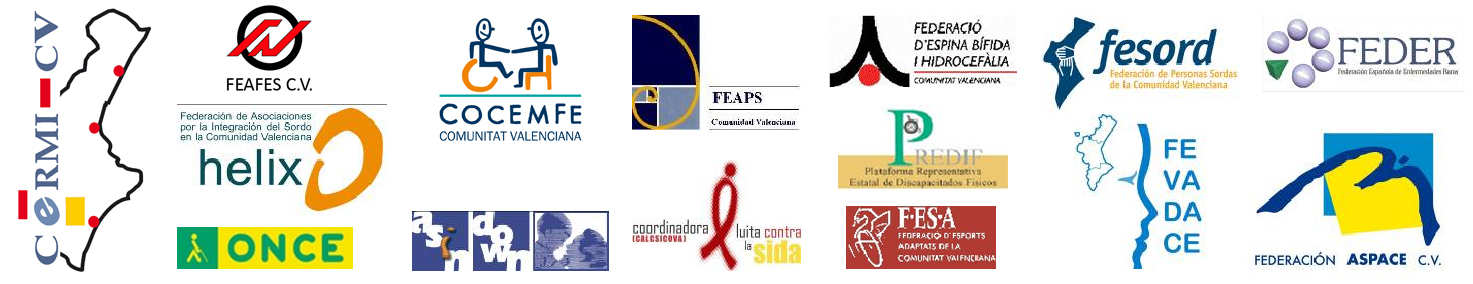 CeRMI-CV
FEAFES C.V.
Federación de Asociaciones
por la Integración del Sordo
en la Comunidad Valenciana
helix
ONCE
COCEMFE
COMUNITAT VALENCIANA
asindown
FEAPS
Comunidad Valenciana
coordinadora
(CALCSICOVA)
lluita contra
la sida
FEDERACIÓ
D'ESPINA BÍFIDA
I HIDROCEFÀLIA
COMUNITAT VALENCIANA
PREDIF
Plataforma Representativa
Estatal de Discapacitados Físicos
FESA
FEDERACIÓ D'ESPORTS
ADAPTATS DE LA
COMUNITAT VALENCIANA
fesord
Federación de Personas Sordas
de la Comunidad Valenciana
FE
VA
DA
CE
FEDER
Federación Española de Enfermedades Raras
FEDERACIÓN ASPACE C.V.